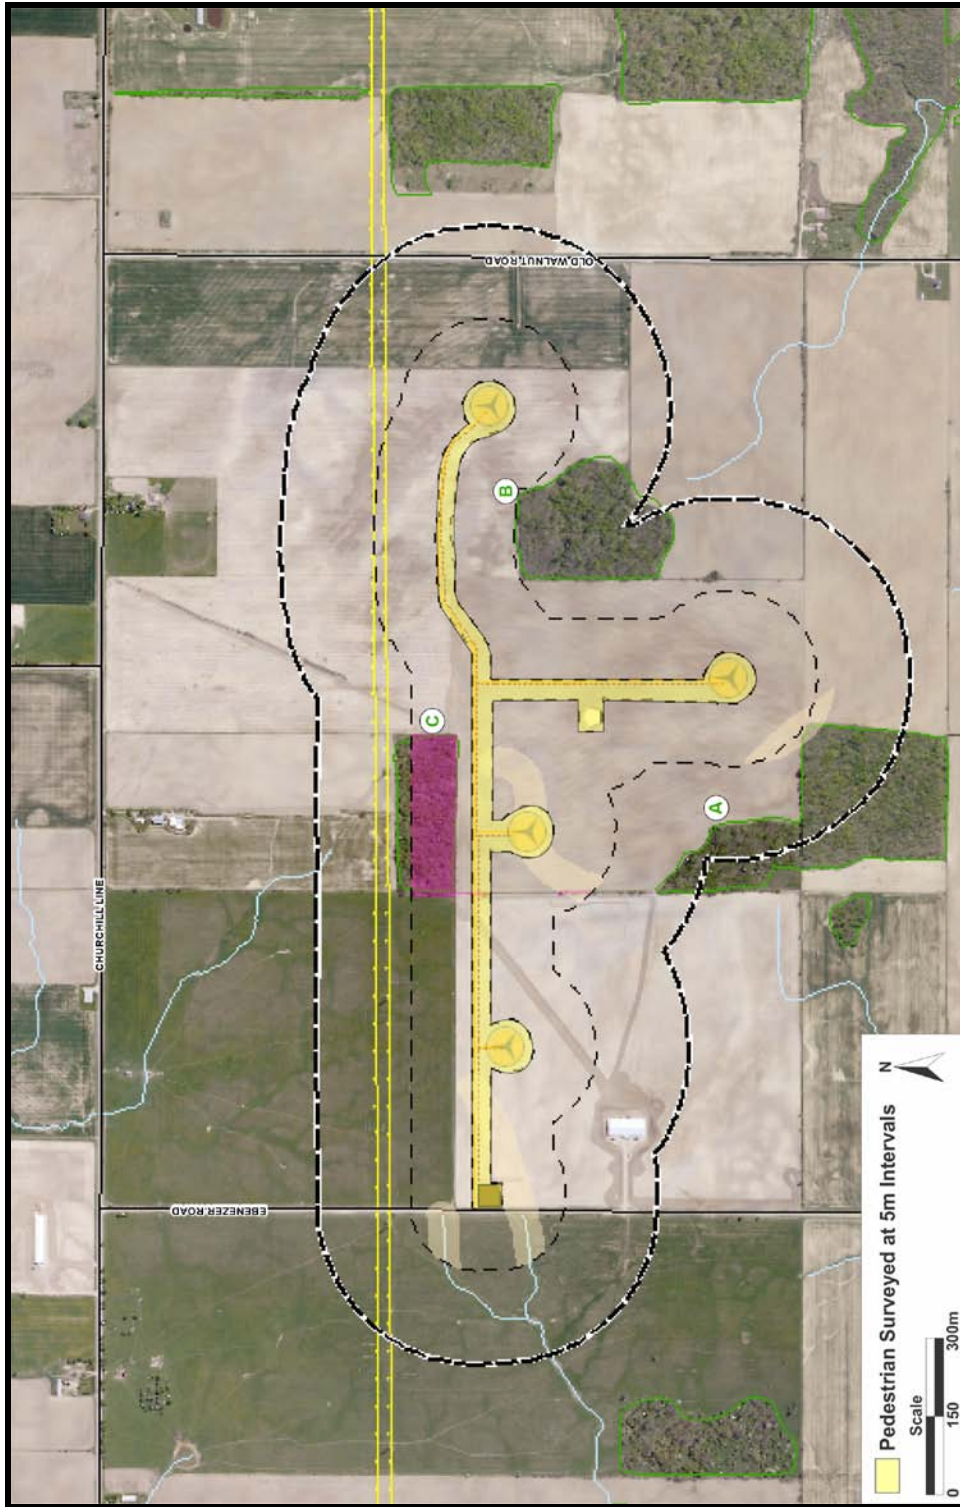 OLD WALNUT ROAD
B
C
A
CHURCHILL LINE
EBENEZER ROAD
N
Pedestrian Surveyed at 5m Intervals
Scale
0 150 300m